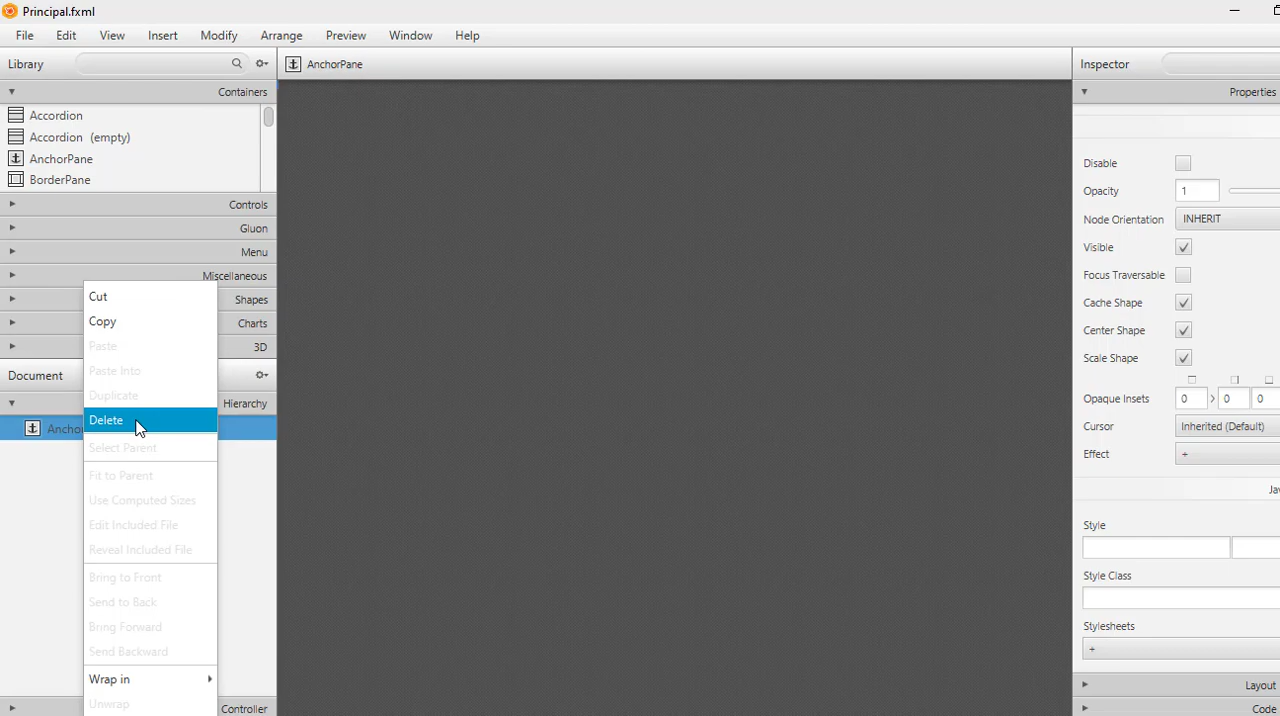 Principal.fxml
File Edit View Insert Modify Arrange Preview Window Help
Library
AnchorPane
Inspector
Containers
Properties
Accordion
Accordion (empty)
AnchorPane
BorderPane
Controls
Gluon
Menu
Miscellaneous
Shapes
Charts
3D
Document
Hierarchy
Cut
Copy
Paste
Paste Into
Duplicate
Delete
Select Parent
Fit to Parent
Use Computed Sizes
Edit Included File
Reveal Included File
Bring to Front
Send to Back
Bring Forward
Send Backward
Wrap in
Unwrap
Controller
Disable
Opacity 1
Node Orientation INHERIT
Visible
Focus Traversable
Cache Shape
Center Shape
Scale Shape
Opaque Insets 0 0 0
Cursor Inherited (Default)
Effect +
Style
Style Class
Stylesheets
+
Layout
Code